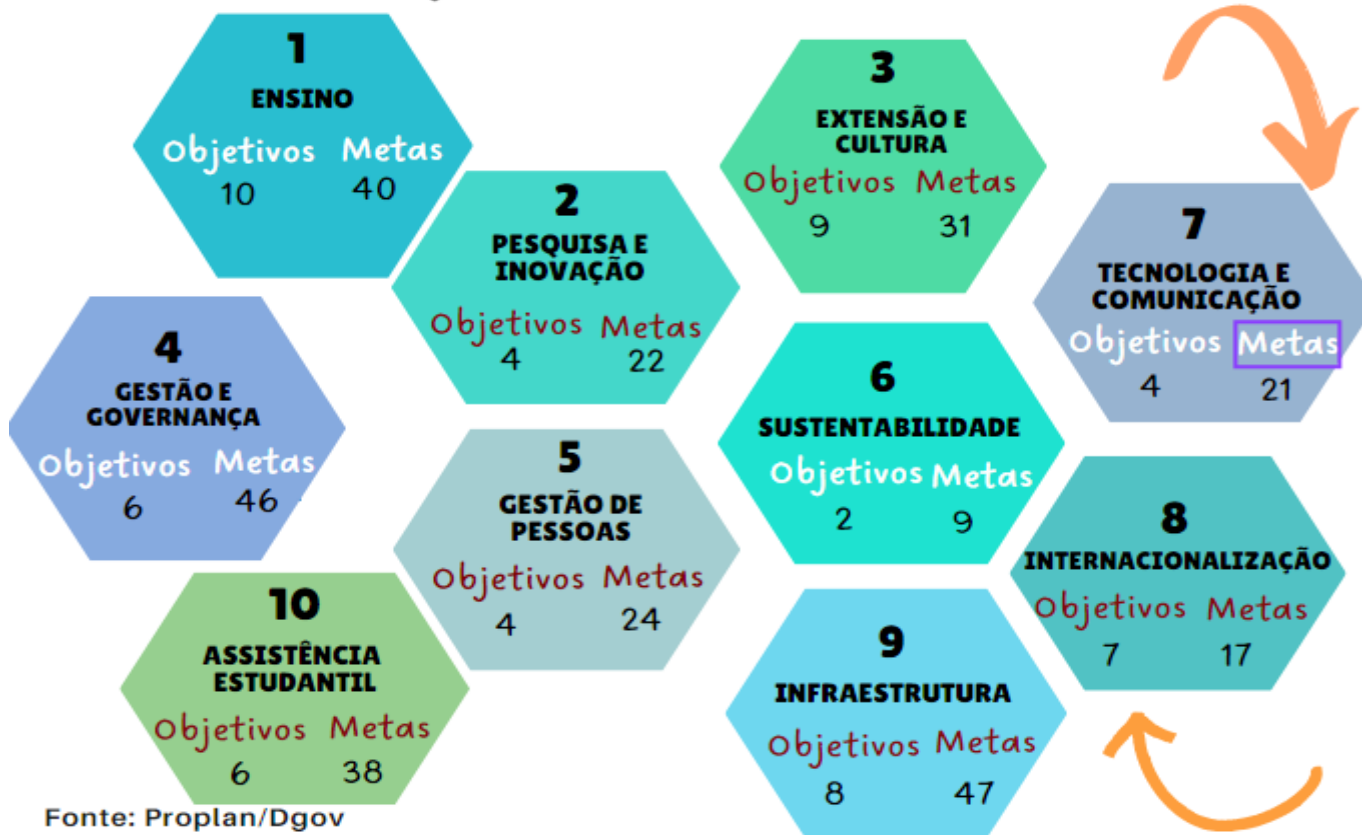 1
ENSINO
Objetivos Metas
10 40
2
PESQUISA E
INOVAÇÃO
Objetivos Metas
4 22
3
EXTENSÃO E
CULTURA
Objetivos Metas
9 31
7
TECNOLOGIA E
COMUNICAÇÃO
Objetivos Metas
4 21
4
GESTÃO E
GOVERNANÇA
Objetivos Metas
6 46
5
GESTÃO DE
PESSOAS
Objetivos Metas
4 24
6
SUSTENTABILIDADE
Objetivos Metas
2 9
8
INTERNACIONALIZAÇÃO
Objetivos Metas
7 17
10
ASSISTÊNCIA
ESTUDANTIL
Objetivos Metas
6 38
9
INFRAESTRUTURA
Objetivos Metas
8 47
Fonte: Proplan/Dgov